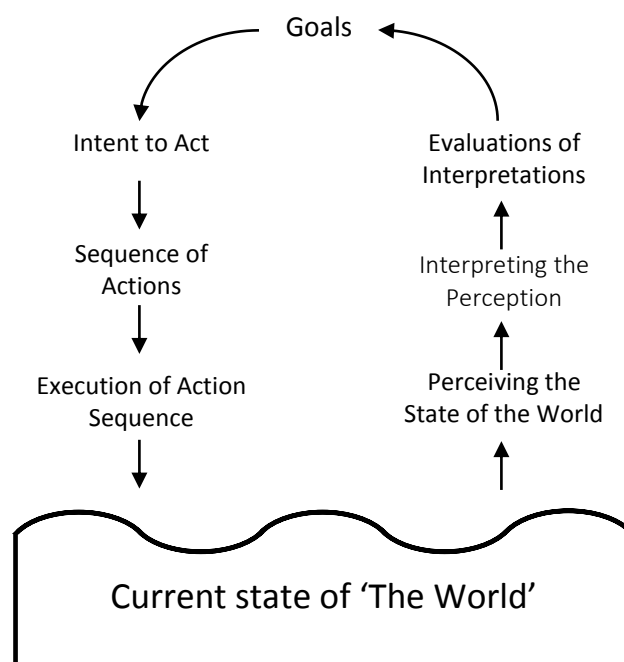 Goals
Intent to Act
Sequence of
Actions
Execution of Action
Sequence
Evaluations of
Interpretations
Interpreting the
Perception
Perceiving the
State of the World
Current state of ‘The World’